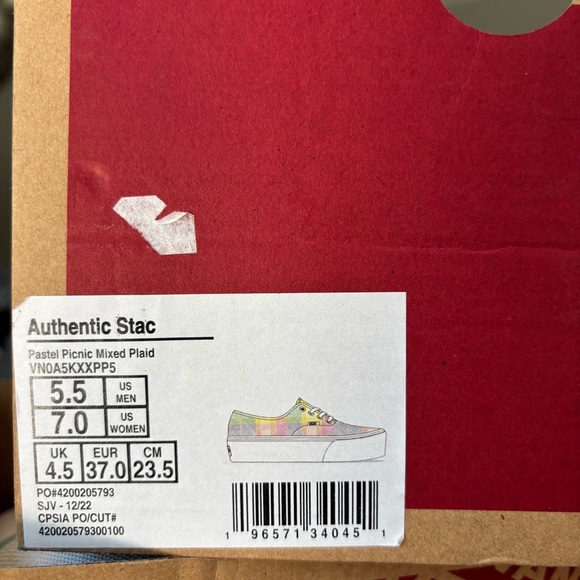 Authentic Stac
Pastel Picnic Mixed Plaid
VN0A5KXXPP5
5.5 US MEN
7.0 US WOMEN
UK EUR CM
4.5 37.0 23.5
PO#4200205793
SJV - 12/22
CPSIA PO/CUT#
420020579300100
1 96571 34045 1